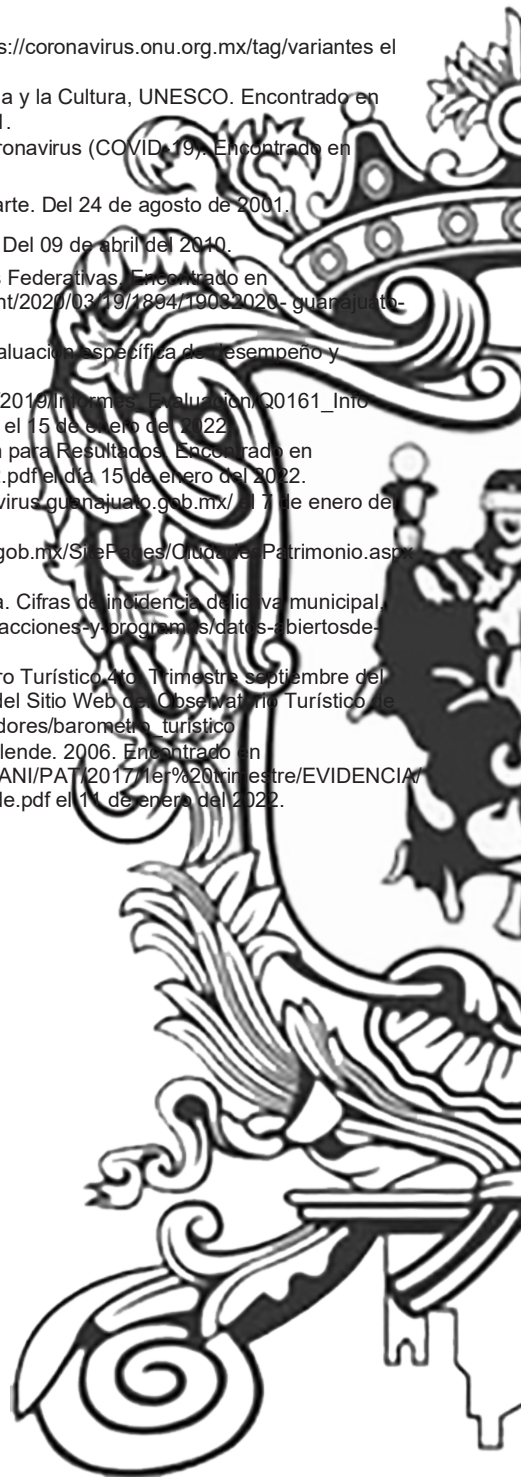 s://coronavirus.onu.org.mx/tag/variantes el
a y la Cultura, UNESCO. Encontrado en
ronavirus (COVID-19). Encontrado en
arte. Del 24 de agosto de 2001.
Del 09 de abril del 2010.
s Federativas. Encontrado en
nt/2020/03/19/1894/19032020- guanajuato-
aluación específica de desempeño y
2019/Informes_Evaluacion/Q0161_Info
el 15 de enero del 2022.
n para Resultados. Encontrado en
.pdf el día 15 de enero del 2022.
virus.guanajuato.gob.mx/ el 7 de enero de
gob.mx/SitePages/CiudadesPatrimonio.aspx
a. Cifras de incidencia delictiva municipal.
acciones-y-programas/datos-abiertosde-
ro Turístico 4to. Trimestre septiembre del
del Sitio Web del Observatorio Turístico de
dores/barometro_turistico
lende. 2006. Encontrado en
ANI/PAT/2017/1er%20trimestre/EVIDENCIA/
le.pdf el 11 de enero del 2022.